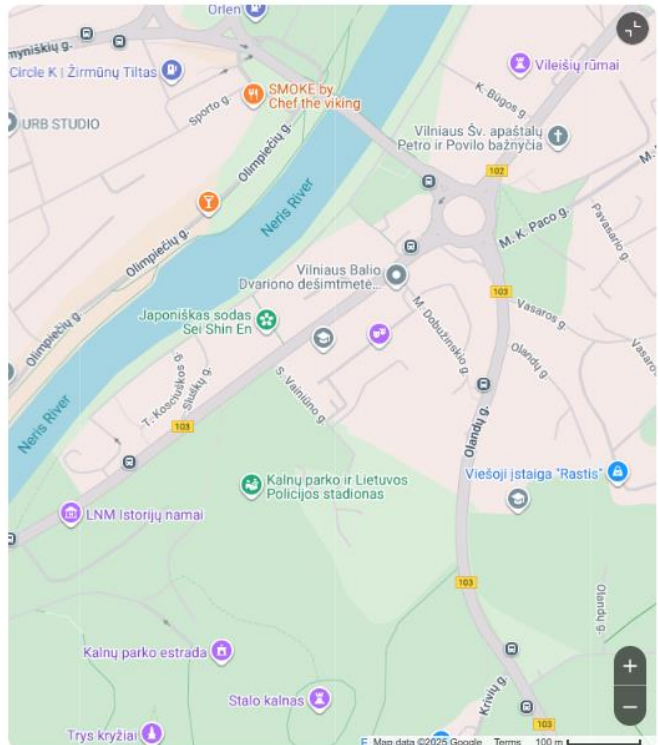 Orlen
myniškių g.
Circle K | Žirmūnų Tiltas
Vileišių rūmai
SMOKE by
Chef the viking
Sporto g.
K. Būgos g.
URB STUDIO
Olimpiečių g.
Vilniaus Šv. apaštalų
Petro ir Povilo bažnyčia
102
M. K.
Neris River
Pavasario g.
M. K. Paco g.
Olimpiečių g.
Vilniaus Balio
Dvariono dešimtmetė...
103
Japoniškas sodas
Sei Shin En
Vasaros g.
M. Dobužinskio g.
Olimpiečių g.
Olandų g.
Vasaros
T. Kosciuškos g.
Sluškų g.
S. Vainiūno g.
Neris River
103
Olandų g.
Viešoji įstaiga "Rastis"
Kalnų parko ir Lietuvos
Policijos stadionas
LNM Istorijų namai
103
Olandų g.
Kalnų parko estrada
+
Stalo kalnas
Krivių g.
−
Trys kryžiai
103
Map data ©2025 Google Terms 100 m